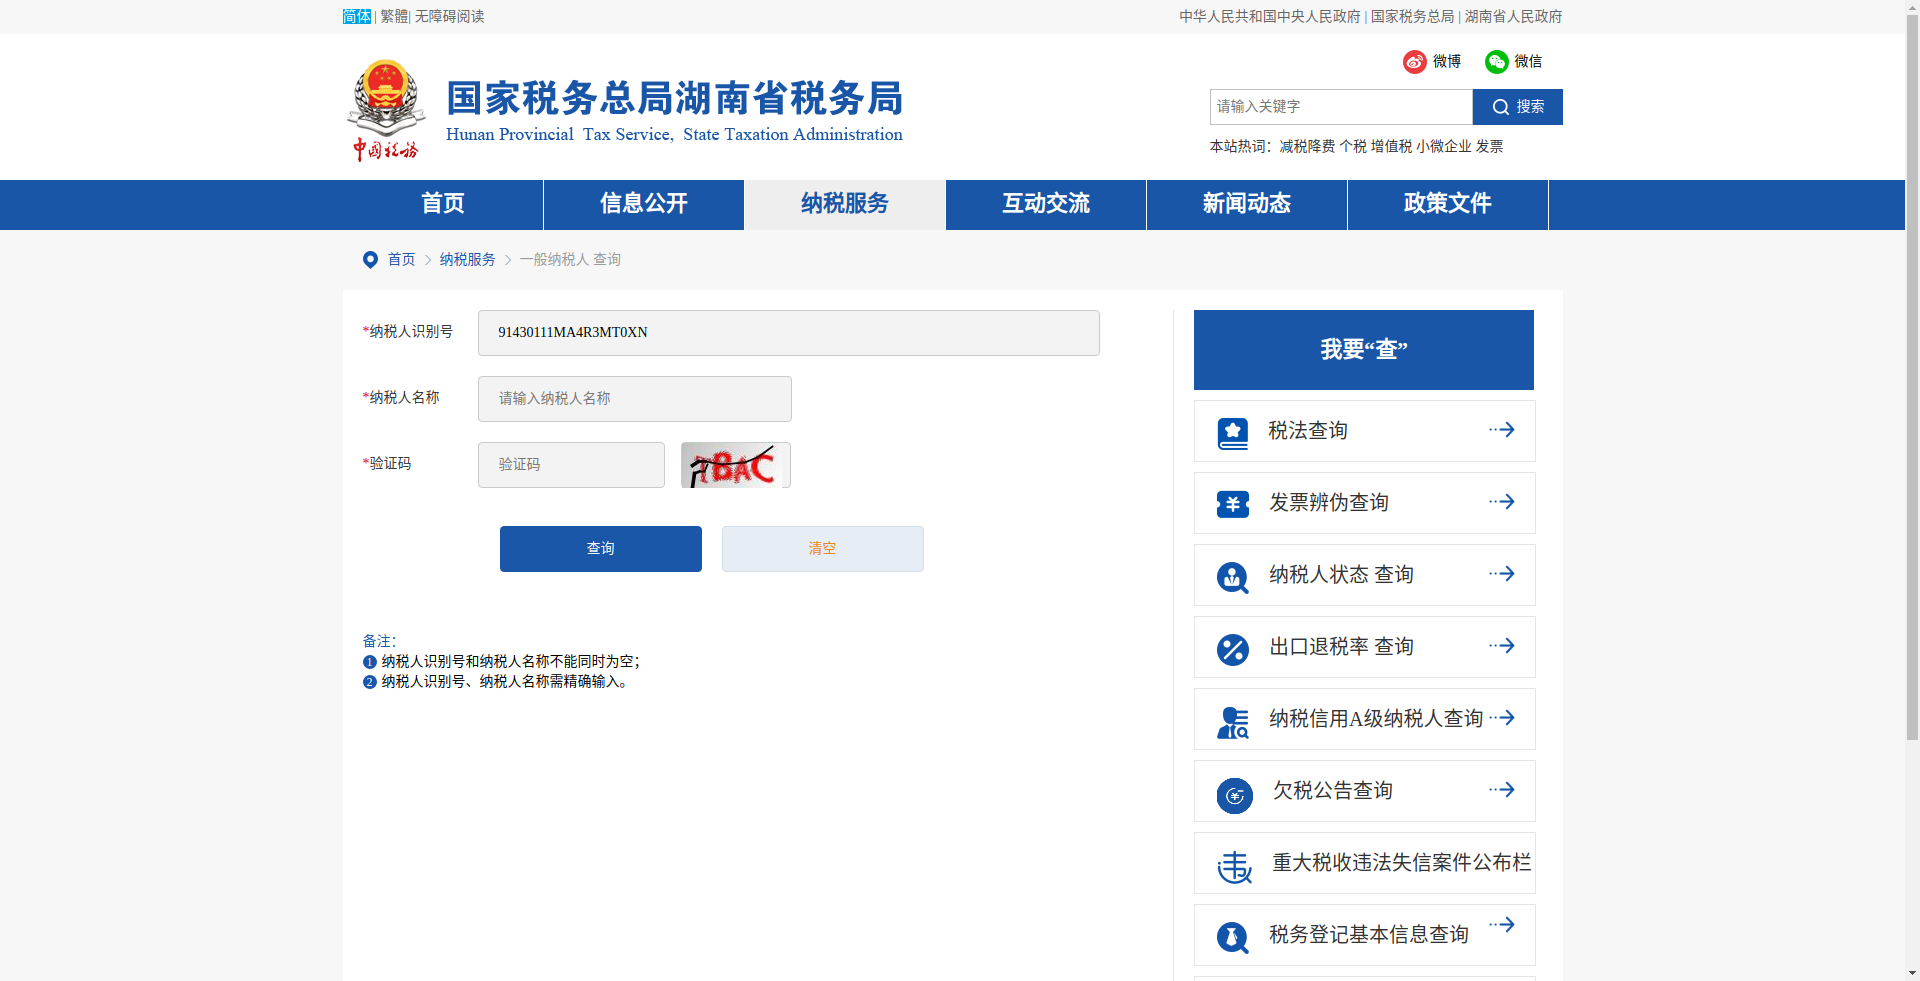 简体 | 繁體| 无障碍阅读
中华人民共和国中央人民政府 | 国家税务总局 | 湖南省人民政府
微博 微信
中国税务
国家税务总局湖南省税务局
Hunan Provincial Tax Service, State Taxation Administration
请输入关键字 搜索
本站热词：减税降费 个税 增值税 小微企业 发票
首页 信息公开 纳税服务 互动交流 新闻动态 政策文件
首页 纳税服务 一般纳税人 查询
*纳税人识别号 91430111MA4R3MT0XN
*纳税人名称 请输入纳税人名称
*验证码 验证码 TBAC
查询 清空
备注：
1 纳税人识别号和纳税人名称不能同时为空；
2 纳税人识别号、纳税人名称需精确输入。
我要“查”
税法查询
发票辨伪查询
纳税人状态 查询
出口退税率 查询
纳税信用A级纳税人查询
欠税公告查询
重大税收违法失信案件公布栏
税务登记基本信息查询